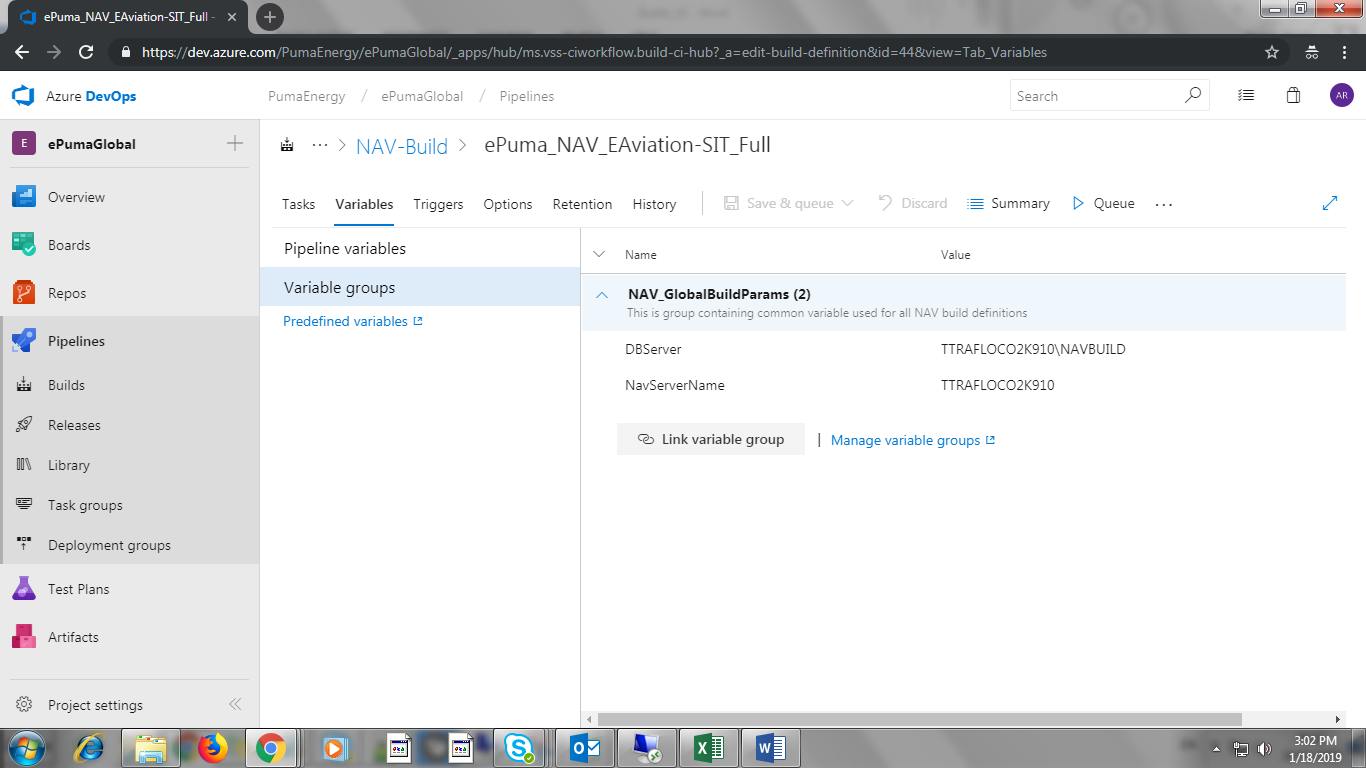 ePuma_NAV_EAviation-SIT_Full -
https://dev.azure.com/PumaEnergy/ePumaGlobal/_apps/hub/ms.vss-ciworkflow.build-ci-hub?_a=edit-build-definition&id=44&view=Tab_Variables
Azure DevOps
PumaEnergy / ePumaGlobal / Pipelines
Search
AR
E
ePumaGlobal
Overview
Boards
Repos
Pipelines
Builds
Releases
Library
Task groups
Deployment groups
Test Plans
Artifacts
Project settings
··· > NAV-Build > ePuma_NAV_EAviation-SIT_Full
Tasks Variables Triggers Options Retention History Save & queue Discard Summary Queue ...
Pipeline variables
Variable groups
Predefined variables
Name Value
NAV_GlobalBuildParams (2)
This is group containing common variable used for all NAV build definitions
DBServer TTRAFLOCO2K910\NAVBUILD
NavServerName TTRAFLOCO2K910
Link variable group | Manage variable groups
3:02 PM
1/18/2019